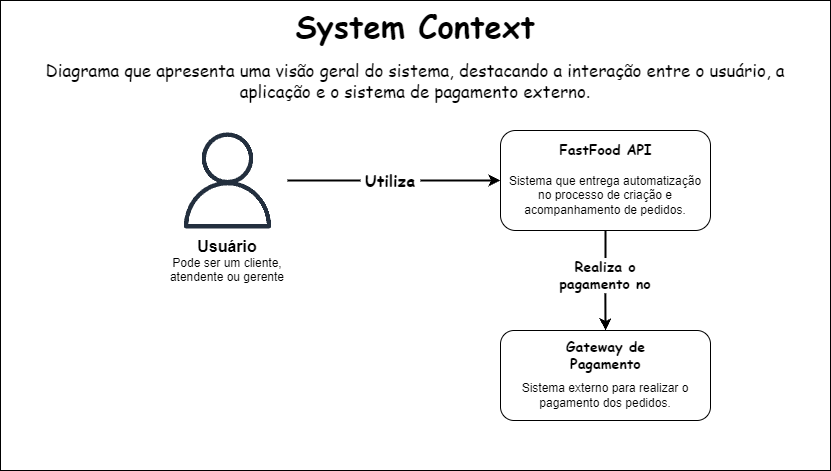 System Context
Diagrama que apresenta uma visão geral do sistema, destacando a interação entre o usuário, a
aplicação e o sistema de pagamento externo.
Utiliza
FastFood API
Sistema que entrega automatização
no processo de criação e
acompanhamento de pedidos.
Usuário
Pode ser um cliente,
atendente ou gerente
Realiza o
pagamento no
Gateway de
Pagamento
Sistema externo para realizar o
pagamento dos pedidos.